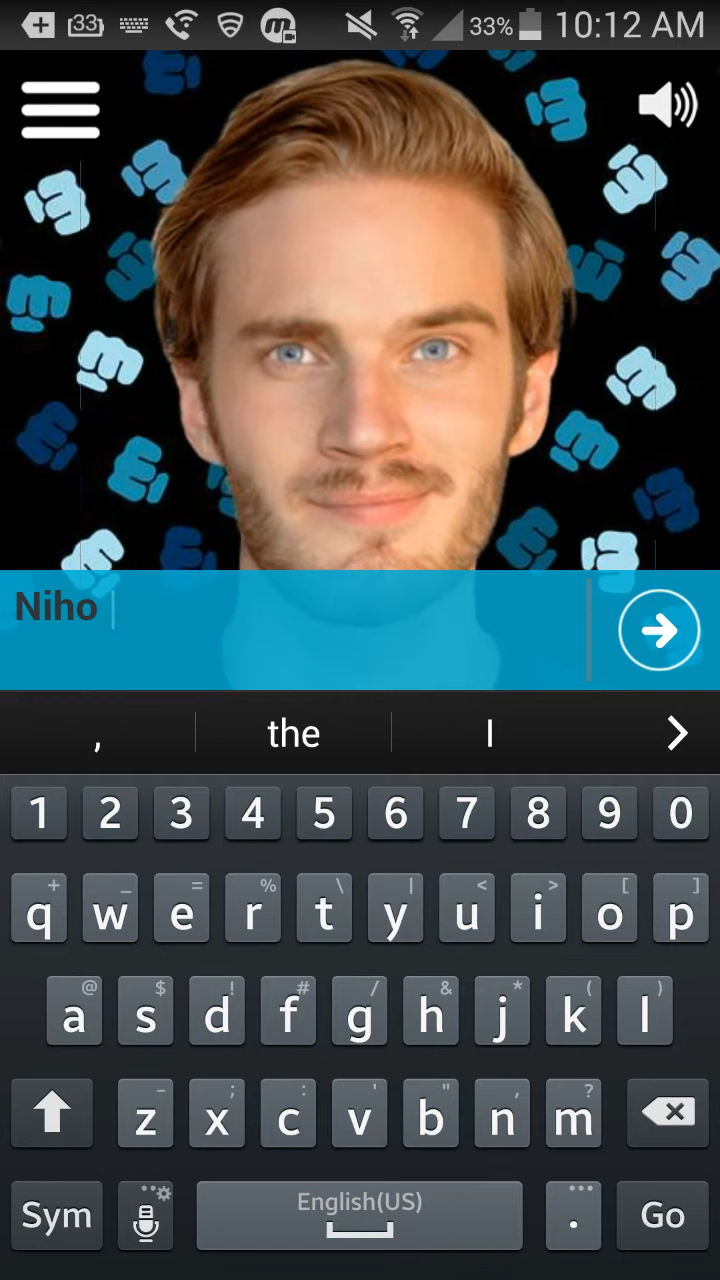 33 33% 10:12 AM
Niho
, the I
1 2 3 4 5 6 7 8 9 0
+ _ = % \ | < > [ ]
q w e r t y u i o p
@ $ ! # / & * ( )
a s d f g h j k l
- ; : ' " , ?
z x c v b n m
English(US)
Sym . Go